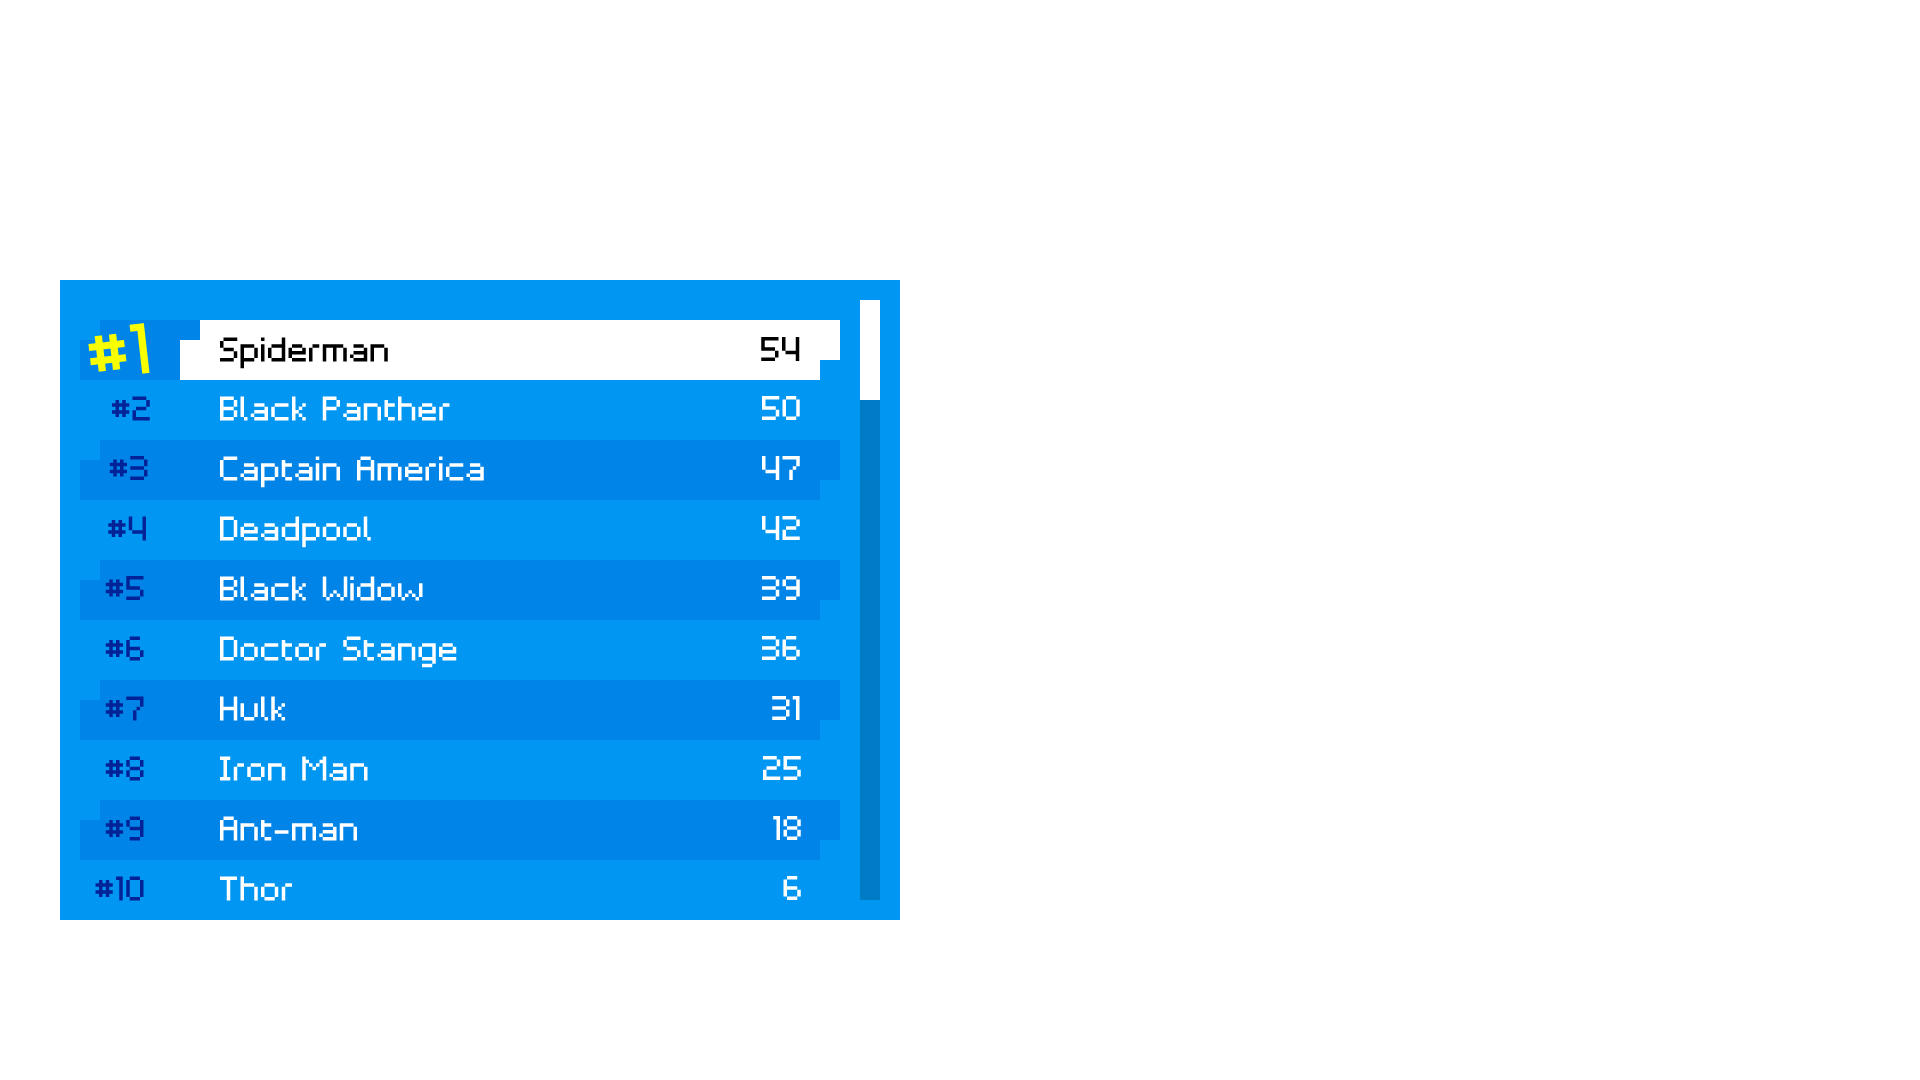 #1 Spiderman 54
#2 Black Panther 50
#3 Captain America 47
#4 Deadpool 42
#5 Black Widow 39
#6 Doctor Stange 36
#7 Hulk 31
#8 Iron Man 25
#9 Ant-man 18
#10 Thor 6